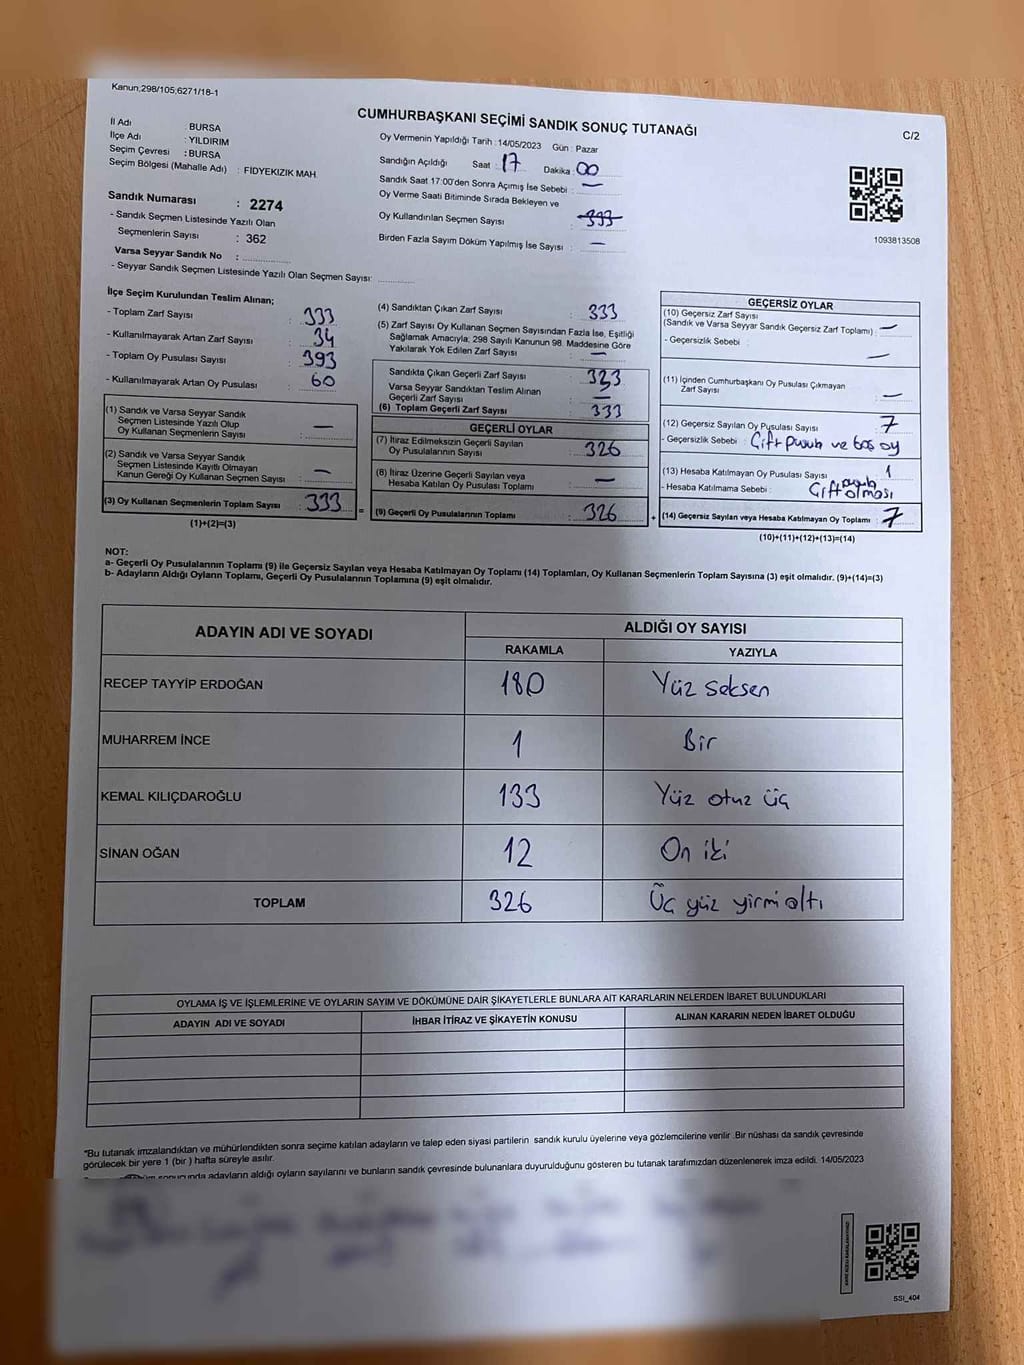 Kanun,298/105;6271/18-1
CUMHURBAŞKANI SEÇİMİ SANDIK SONUÇ TUTANAĞI
C/2
İl Adı : BURSA
İlçe Adı : YILDIRIM
Seçim Çevresi : BURSA
Seçim Bölgesi (Mahalle Adı) : FİDYEKIZIK MAH.
Sandık Numarası : 2274
- Sandık Seçmen Listesinde Yazılı Olan
Seçmenlerin Sayısı : 362
Varsa Seyyar Sandık No :
- Seyyar Sandık Seçmen Listesinde Yazılı Olan Seçmen Sayısı:
Oy Vermenin Yapıldığı Tarih : 14/05/2023 Gün : Pazar
Sandığın Açıldığı Saat : 17 Dakika : 00
Sandık Saat 17:00'den Sonra Açımış İse Sebebi : —
Oy Verme Saati Bitiminde Sırada Bekleyen ve
Oy Kullandırılan Seçmen Sayısı : 333
Birden Fazla Sayım Döküm Yapılmış İse Sayısı : —
1093813508
İlçe Seçim Kurulundan Teslim Alınan;
- Toplam Zarf Sayısı : 333
- Kullanılmayarak Artan Zarf Sayısı : 34
- Toplam Oy Pusulası Sayısı : 393
- Kullanılmayarak Artan Oy Pusulası : 60
(1) Sandık ve Varsa Seyyar Sandık
Seçmen Listesinde Yazılı Olup
Oy Kullanan Seçmenlerin Sayısı : —
(2) Sandık ve Varsa Seyyar Sandık
Seçmen Listesinde Kayıtlı Olmayan
Kanun Gereği Oy Kullanan Seçmen Sayısı : —
(3) Oy Kullanan Seçmenlerin Toplam Sayısı : 333 =
(1)+(2)=(3)
(4) Sandıktan Çıkan Zarf Sayısı : 333
(5) Zarf Sayısı Oy Kullanan Seçmen Sayısından Fazla İse, Eşitliği
Sağlamak Amacıyla; 298 Sayılı Kanunun 98. Maddesine Göre
Yakılarak Yok Edilen Zarf Sayısı : —
Sandıkta Çıkan Geçerli Zarf Sayısı : 333
Varsa Seyyar Sandıktan Teslim Alınan
Geçerli Zarf Sayısı : —
(6) Toplam Geçerli Zarf Sayısı : 333
GEÇERLİ OYLAR
(7) İtiraz Edilmeksizin Geçerli Sayılan
Oy Pusulalarının Sayısı : 326
(8) İtiraz Üzerine Geçerli Sayılan veya
Hesaba Katılan Oy Pusulası Toplamı : —
(9) Geçerli Oy Pusulalarının Toplamı : 326 +
GEÇERSİZ OYLAR
(10) Geçersiz Zarf Sayısı
(Sandık ve Varsa Seyyar Sandık Geçersiz Zarf Toplamı) : —
- Geçersizlik Sebebi : —
(11) İçinden Cumhurbaşkanı Oy Pusulası Çıkmayan
Zarf Sayısı : —
(12) Geçersiz Sayılan Oy Pusulası Sayısı : 7
- Geçersizlik Sebebi : Çift pusula ve boş oy
(13) Hesaba Katılmayan Oy Pusulası Sayısı : 1
- Hesaba Katılmama Sebebi : Çift pusula olması
(14) Geçersiz Sayılan veya Hesaba Katılmayan Oy Toplamı : 7
(10)+(11)+(12)+(13)=(14)
NOT:
a- Geçerli Oy Pusulalarının Toplamı (9) ile Geçersiz Sayılan veya Hesaba Katılmayan Oy Toplamı (14) Toplamları, Oy Kullanan Seçmenlerin Toplam Sayısına (3) eşit olmalıdır. (9)+(14)=(3)
b- Adayların Aldığı Oyların Toplamı, Geçerli Oy Pusulalarının Toplamına (9) eşit olmalıdır.
ADAYIN ADI VE SOYADI
ALDIĞI OY SAYISI
RAKAMLA YAZIYLA
RECEP TAYYİP ERDOĞAN 180 Yüz seksen
MUHARREM İNCE 1 Bir
KEMAL KILIÇDAROĞLU 133 Yüz otuz üç
SİNAN OĞAN 12 On iki
TOPLAM 326 Üç yüz yirmi altı
OYLAMA İŞ VE İŞLEMLERİNE VE OYLARIN SAYIM VE DÖKÜMÜNE DAİR ŞİKAYETLERLE BUNLARA AİT KARARLARIN NELERDEN İBARET BULUNDUKLARI
ADAYIN ADI VE SOYADI İHBAR İTİRAZ VE ŞİKAYETİN KONUSU ALINAN KARARIN NEDEN İBARET OLDUĞU
*Bu tutanak imzalandıktan ve mühürlendikten sonra seçime katılan adayların ve talep eden siyasi partilerin sandık kurulu üyelerine veya gözlemcilerine verilir .Bir nüshası da sandık çevresinde
görülecek bir yere 1 (bir ) hafta süreyle asılır.
sonucunda adayların aldığı oyların sayılarını ve bunların sandık çevresinde bulunanlara duyurulduğunu gösteren bu tutanak tarafımızdan düzenlenerek imza edildi. 14/05/2023
SSI_404